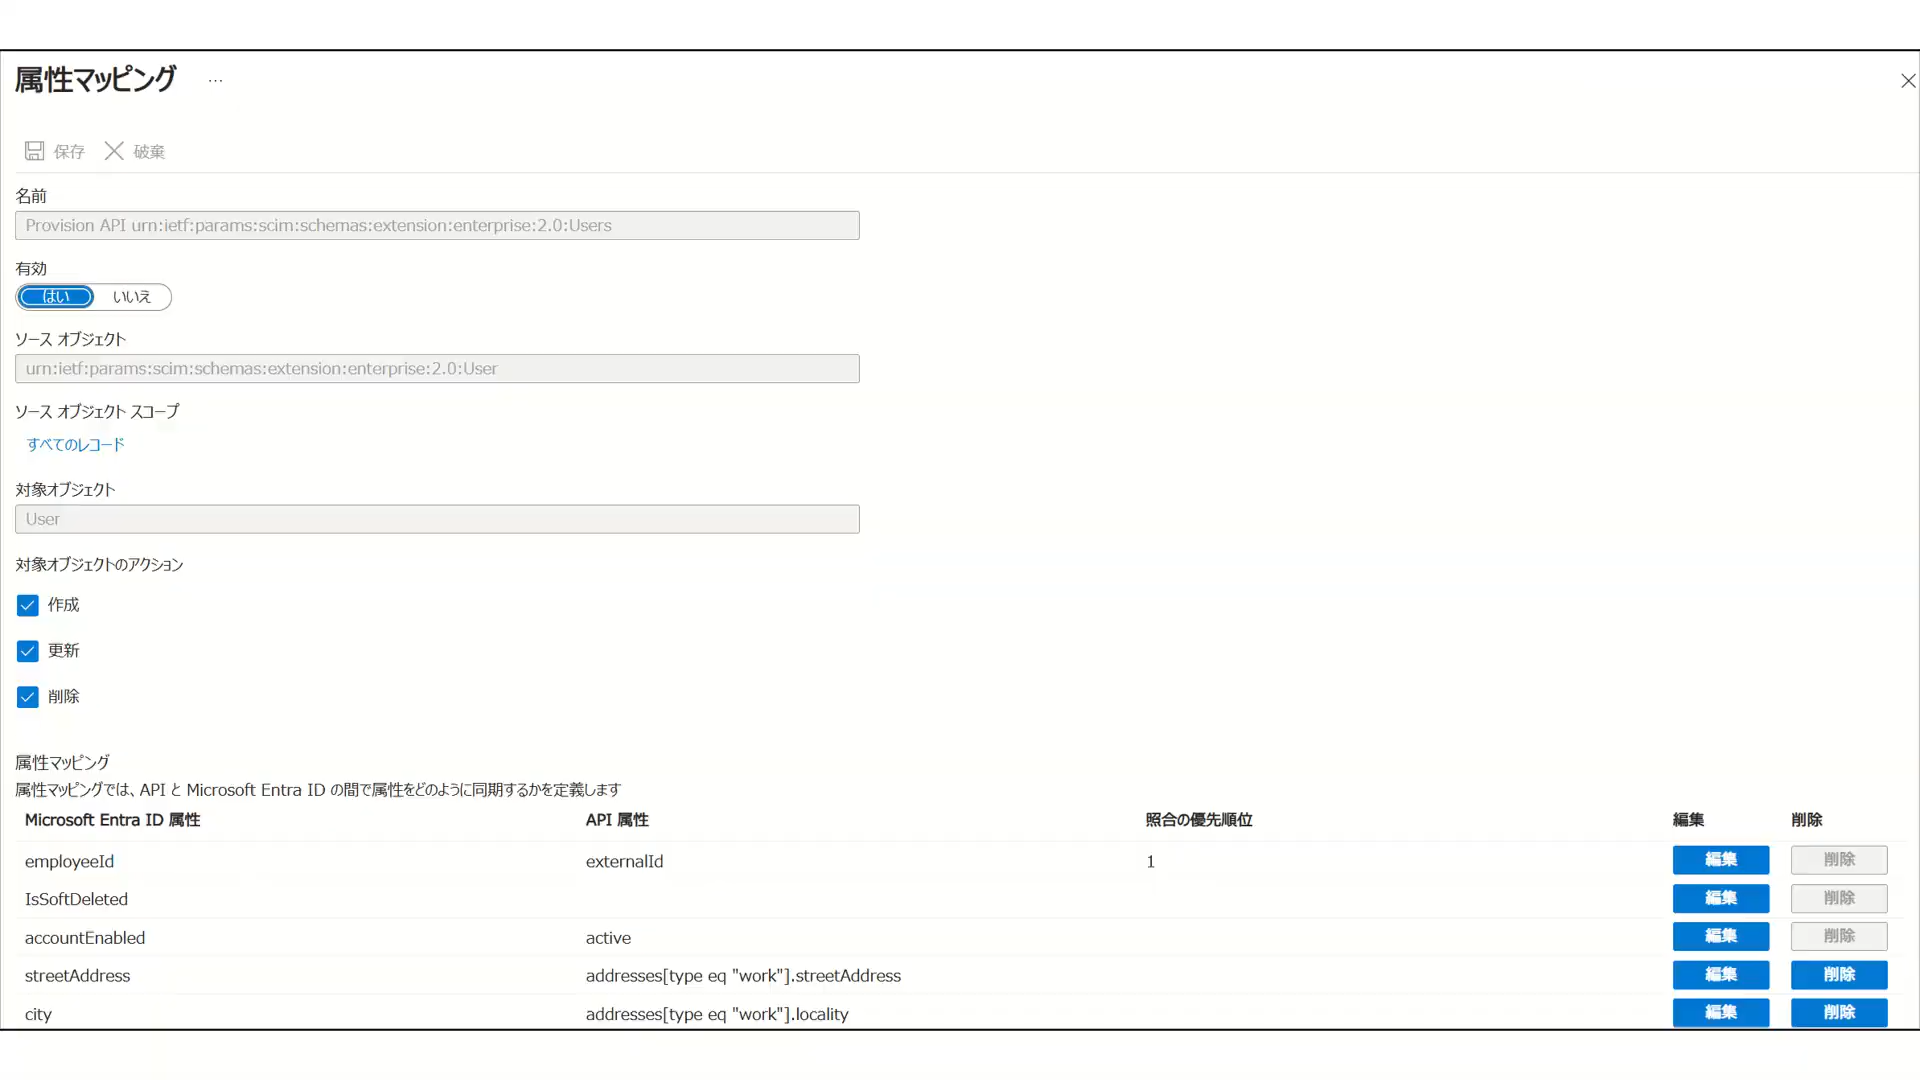 属性マッピング ...
保存 破棄
名前
Provision API urn:ietf:params:scim:schemas:extension:enterprise:2.0:Users
有効
はい いいえ
ソース オブジェクト
urn:ietf:params:scim:schemas:extension:enterprise:2.0:User
ソース オブジェクト スコープ
すべてのレコード
対象オブジェクト
User
対象オブジェクトのアクション
作成
更新
削除
属性マッピング
属性マッピングでは、API と Microsoft Entra ID の間で属性をどのように同期するかを定義します
Microsoft Entra ID 属性 API 属性 照合の優先順位 編集 削除
employeeId externalId 1 編集 削除
IsSoftDeleted 編集 削除
accountEnabled active 編集 削除
streetAddress addresses[type eq "work"].streetAddress 編集 削除
city addresses[type eq "work"].locality 編集 削除